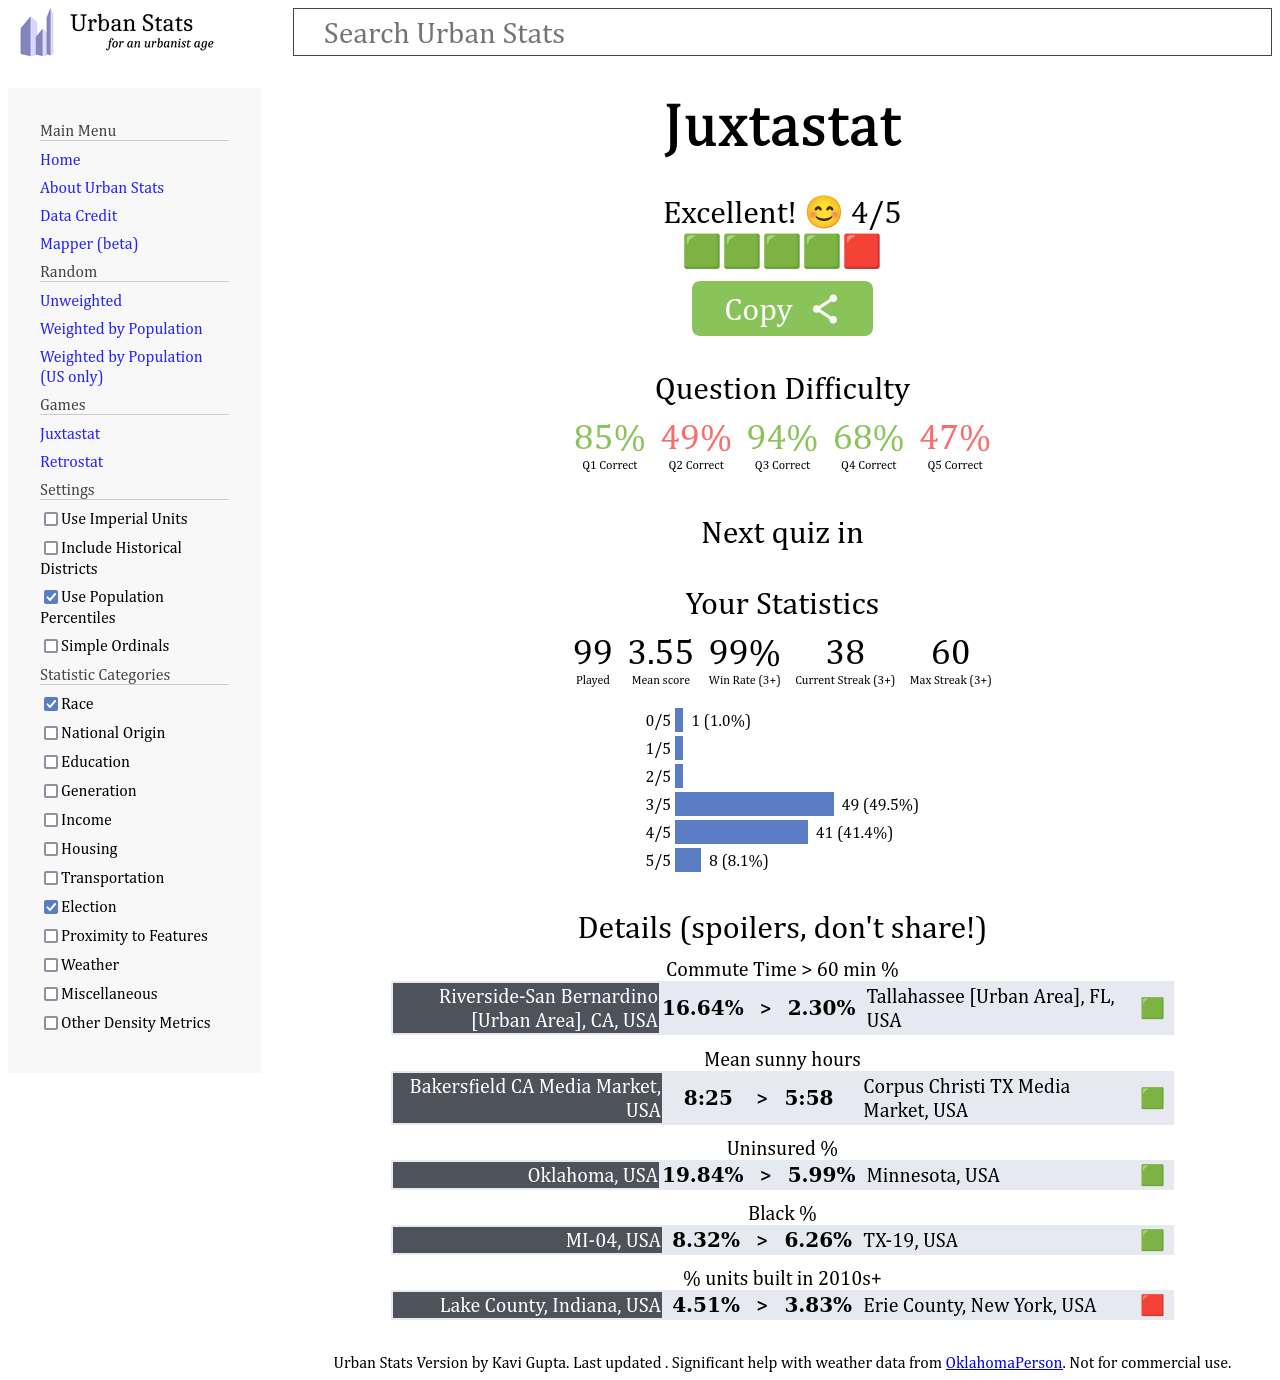 Urban Stats
for an urbanist age
Search Urban Stats
Main Menu
Home
About Urban Stats
Data Credit
Mapper (beta)
Random
Unweighted
Weighted by Population
Weighted by Population
(US only)
Games
Juxtastat
Retrostat
Settings
Use Imperial Units
Include Historical
Districts
Use Population
Percentiles
Simple Ordinals
Statistic Categories
Race
National Origin
Education
Generation
Income
Housing
Transportation
Election
Proximity to Features
Weather
Miscellaneous
Other Density Metrics
Juxtastat
Excellent! 😊 4/5
🟩🟩🟩🟩🟥
Copy
Question Difficulty
85% 49% 94% 68% 47%
Q1 Correct Q2 Correct Q3 Correct Q4 Correct Q5 Correct
Next quiz in
Your Statistics
99 3.55 99% 38 60
Played Mean score Win Rate (3+) Current Streak (3+) Max Streak (3+)
0/5 1 (1.0%)
1/5
2/5
3/5 49 (49.5%)
4/5 41 (41.4%)
5/5 8 (8.1%)
Details (spoilers, don't share!)
Commute Time > 60 min %
Riverside-San Bernardino
[Urban Area], CA, USA
16.64% > 2.30%
Tallahassee [Urban Area], FL,
USA
🟩
Mean sunny hours
Bakersfield CA Media Market,
USA
8:25 > 5:58
Corpus Christi TX Media
Market, USA
🟩
Uninsured %
Oklahoma, USA 19.84% > 5.99% Minnesota, USA 🟩
Black %
MI-04, USA 8.32% > 6.26% TX-19, USA 🟩
% units built in 2010s+
Lake County, Indiana, USA 4.51% > 3.83% Erie County, New York, USA 🟥
Urban Stats Version by Kavi Gupta. Last updated . Significant help with weather data from OklahomaPerson. Not for commercial use.